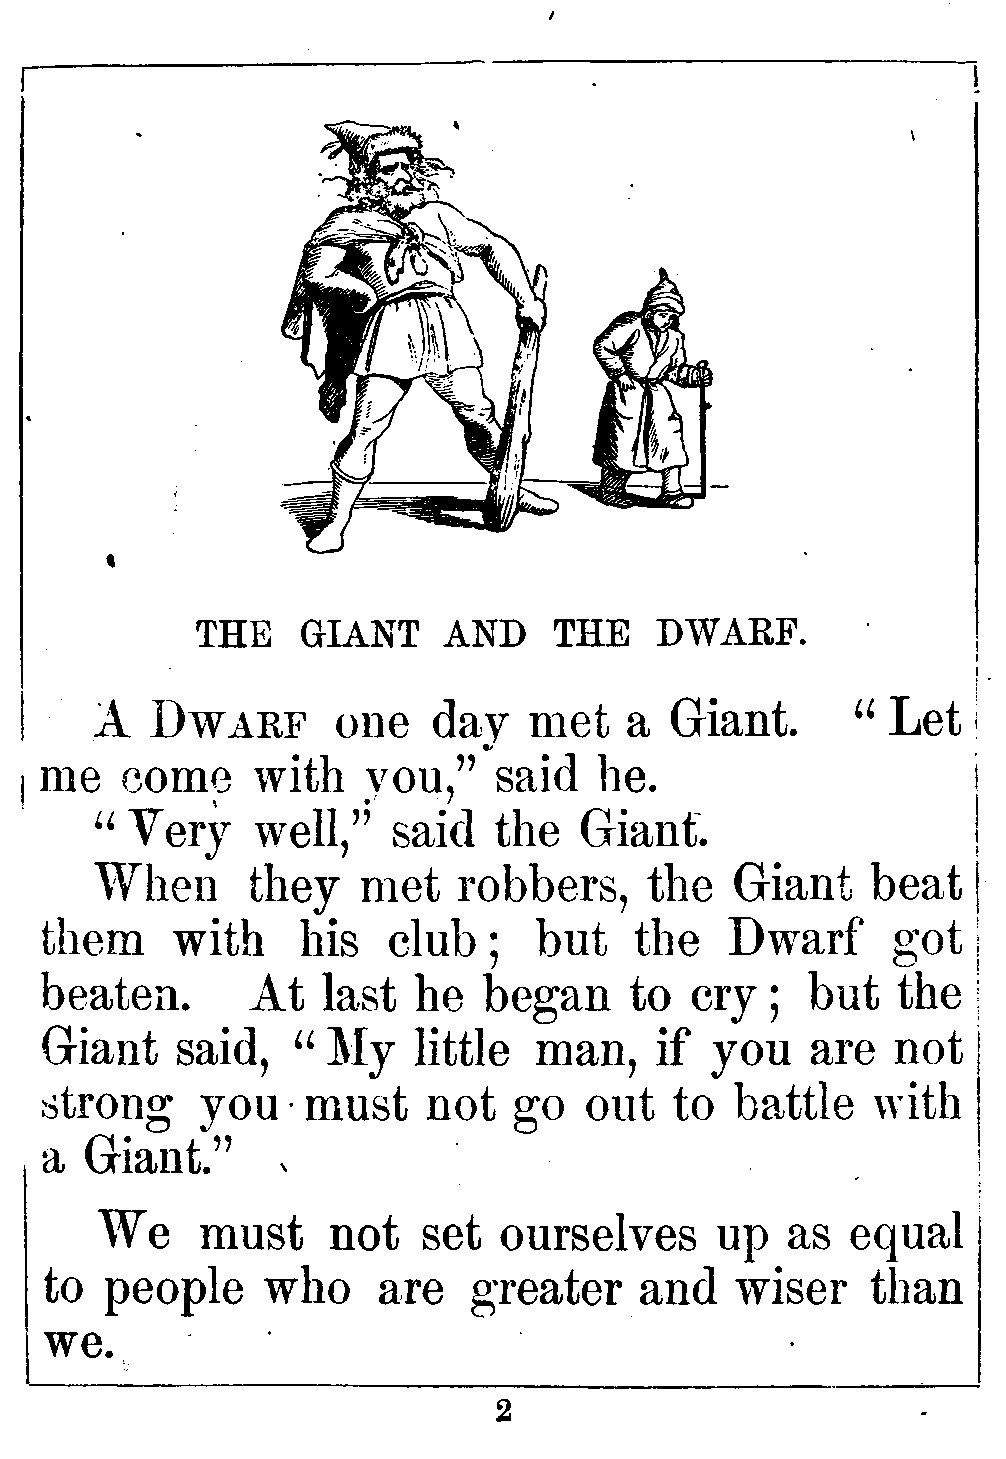 THE GIANT AND THE DWARF.
A DWARF one day met a Giant. “Let
me come with you,” said he.
“Very well,” said the Giant.
When they met robbers, the Giant beat
them with his club; but the Dwarf got
beaten. At last he began to cry; but the
Giant said, “My little man, if you are not
strong you must not go out to battle with
a Giant.”
We must not set ourselves up as equal
to people who are greater and wiser than
we.
2